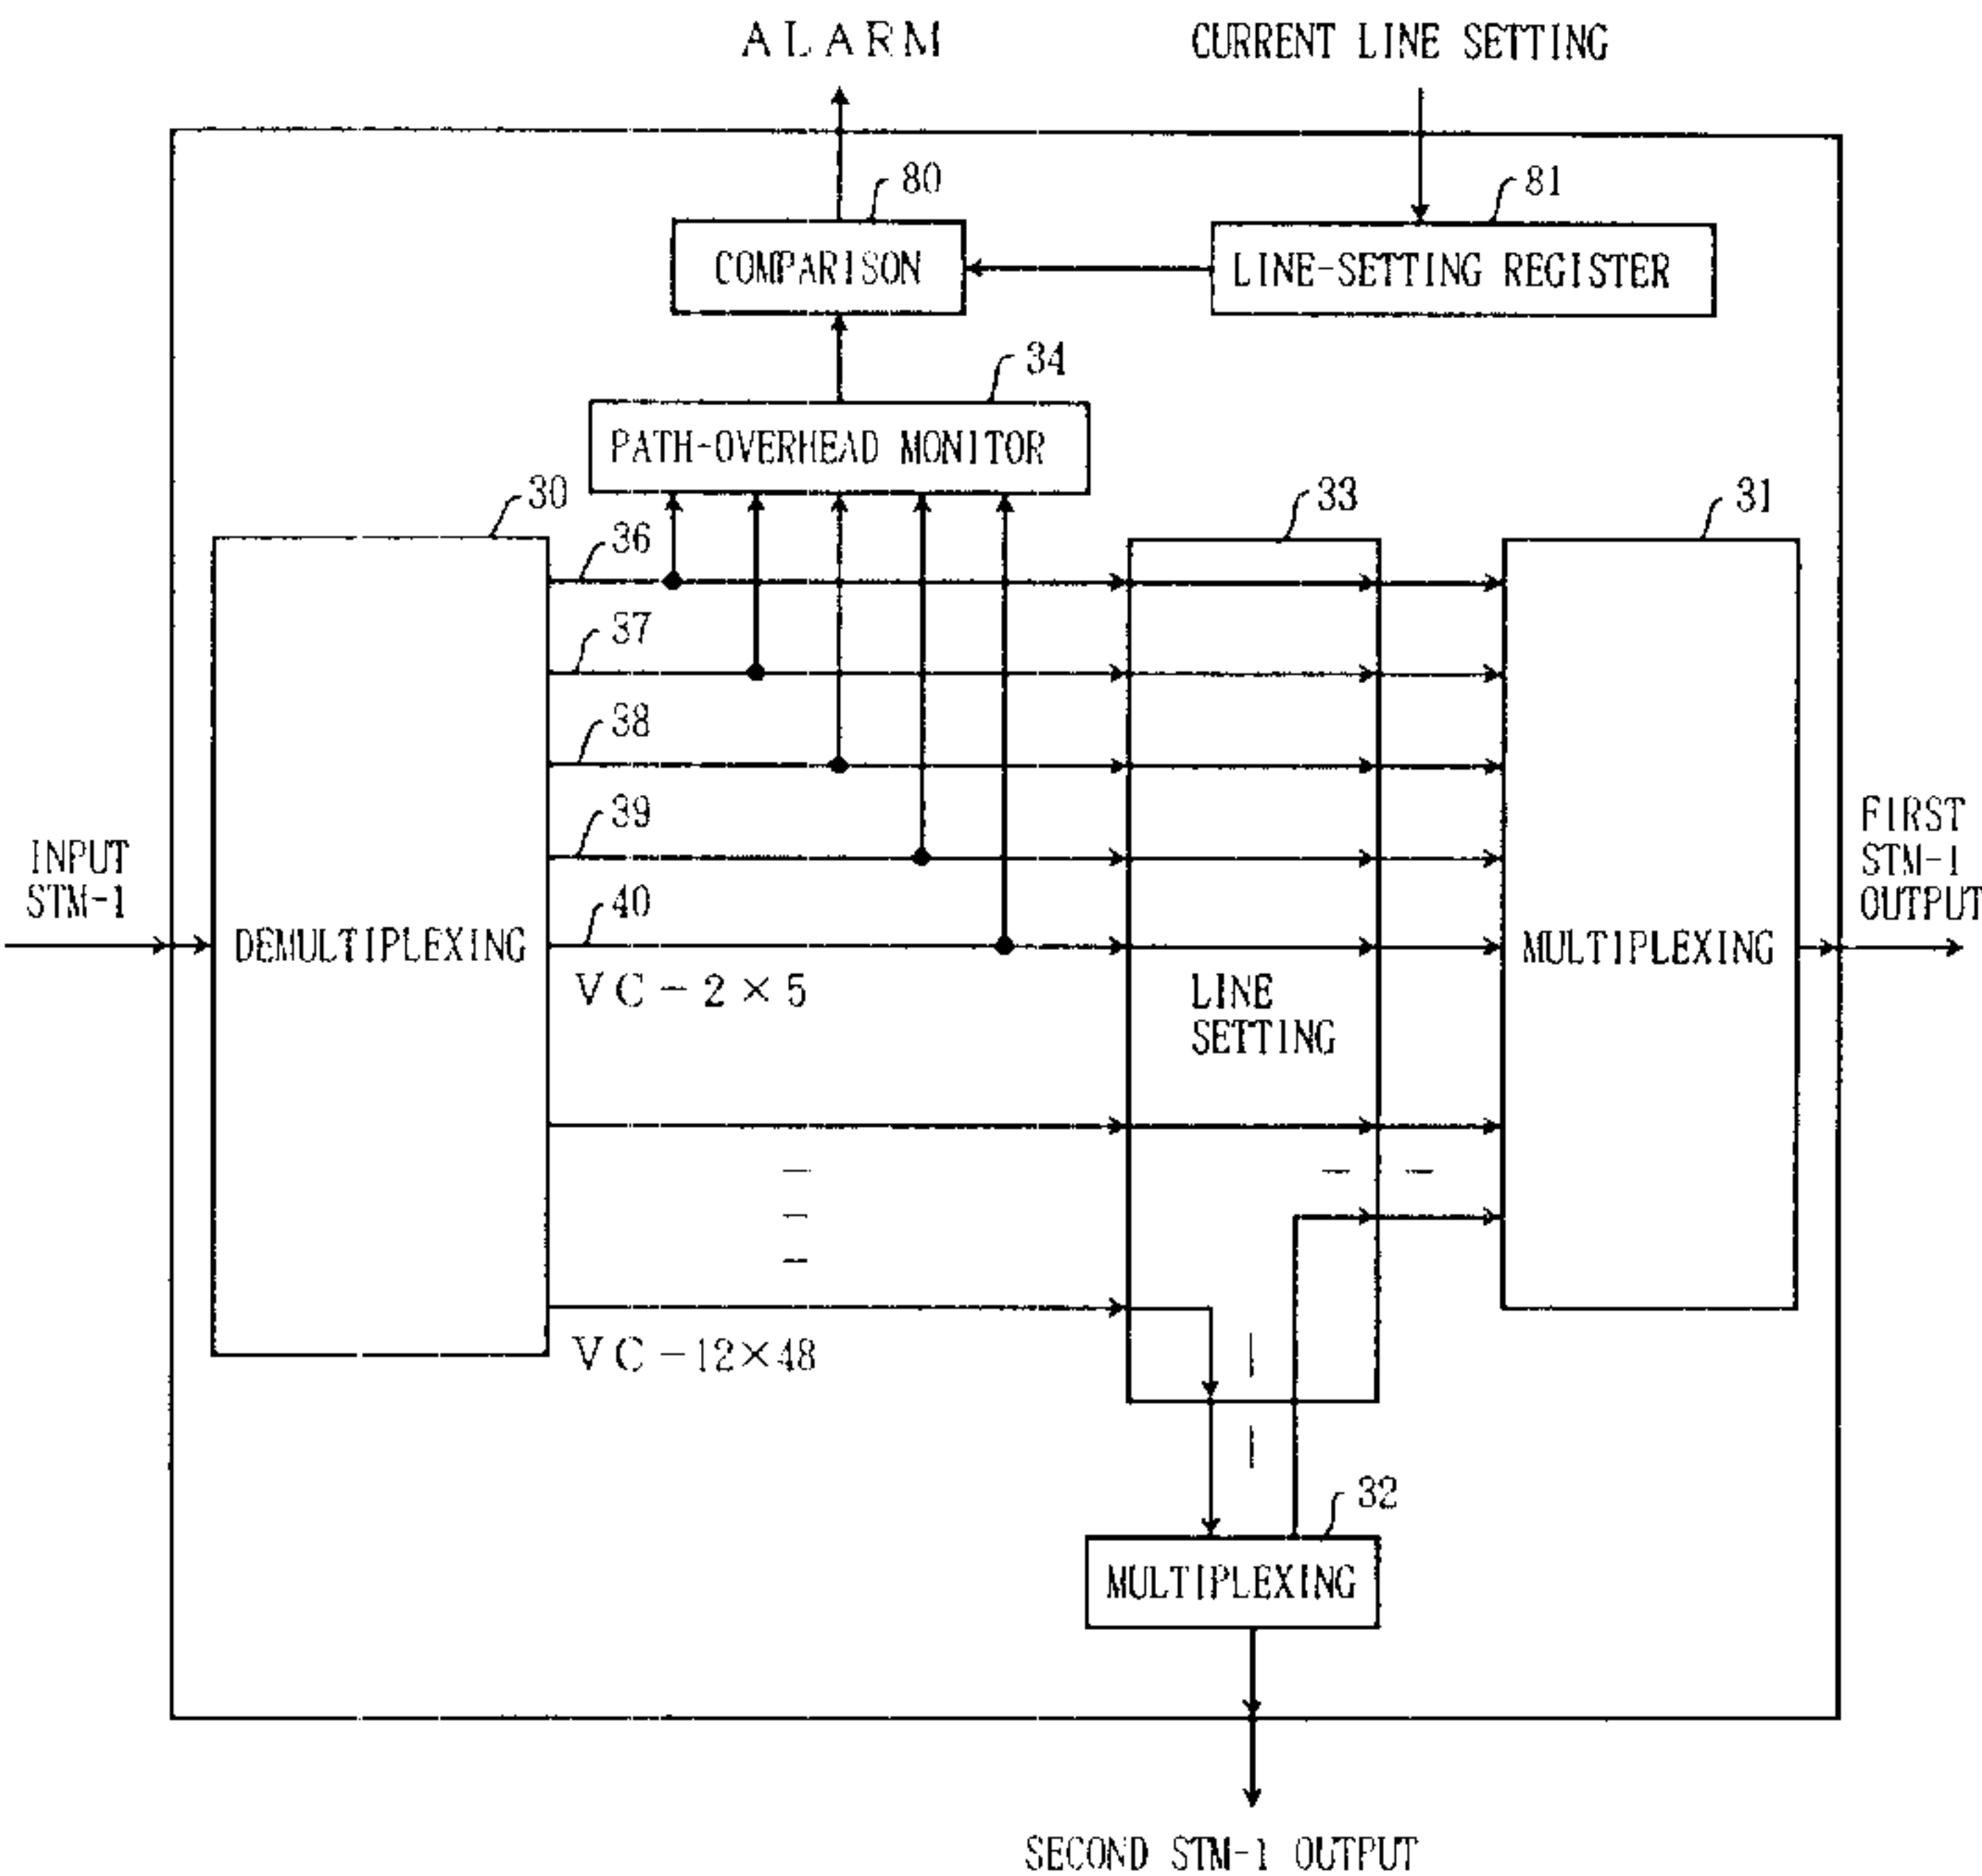 ALARM
CURRENT LINE SETTING
80
81
COMPARISON
LINE-SETTING REGISTER
34
PATH-OVERHEAD MONITOR
30
33
31
36
37
38
39
40
INPUT
STM-1
DEMULTIPLEXING
VC-2×5
LINE
SETTING
MULTIPLEXING
FIRST
STM-1
OUTPUT
VC-12×48
32
MULTIPLEXING
SECOND STM-1 OUTPUT